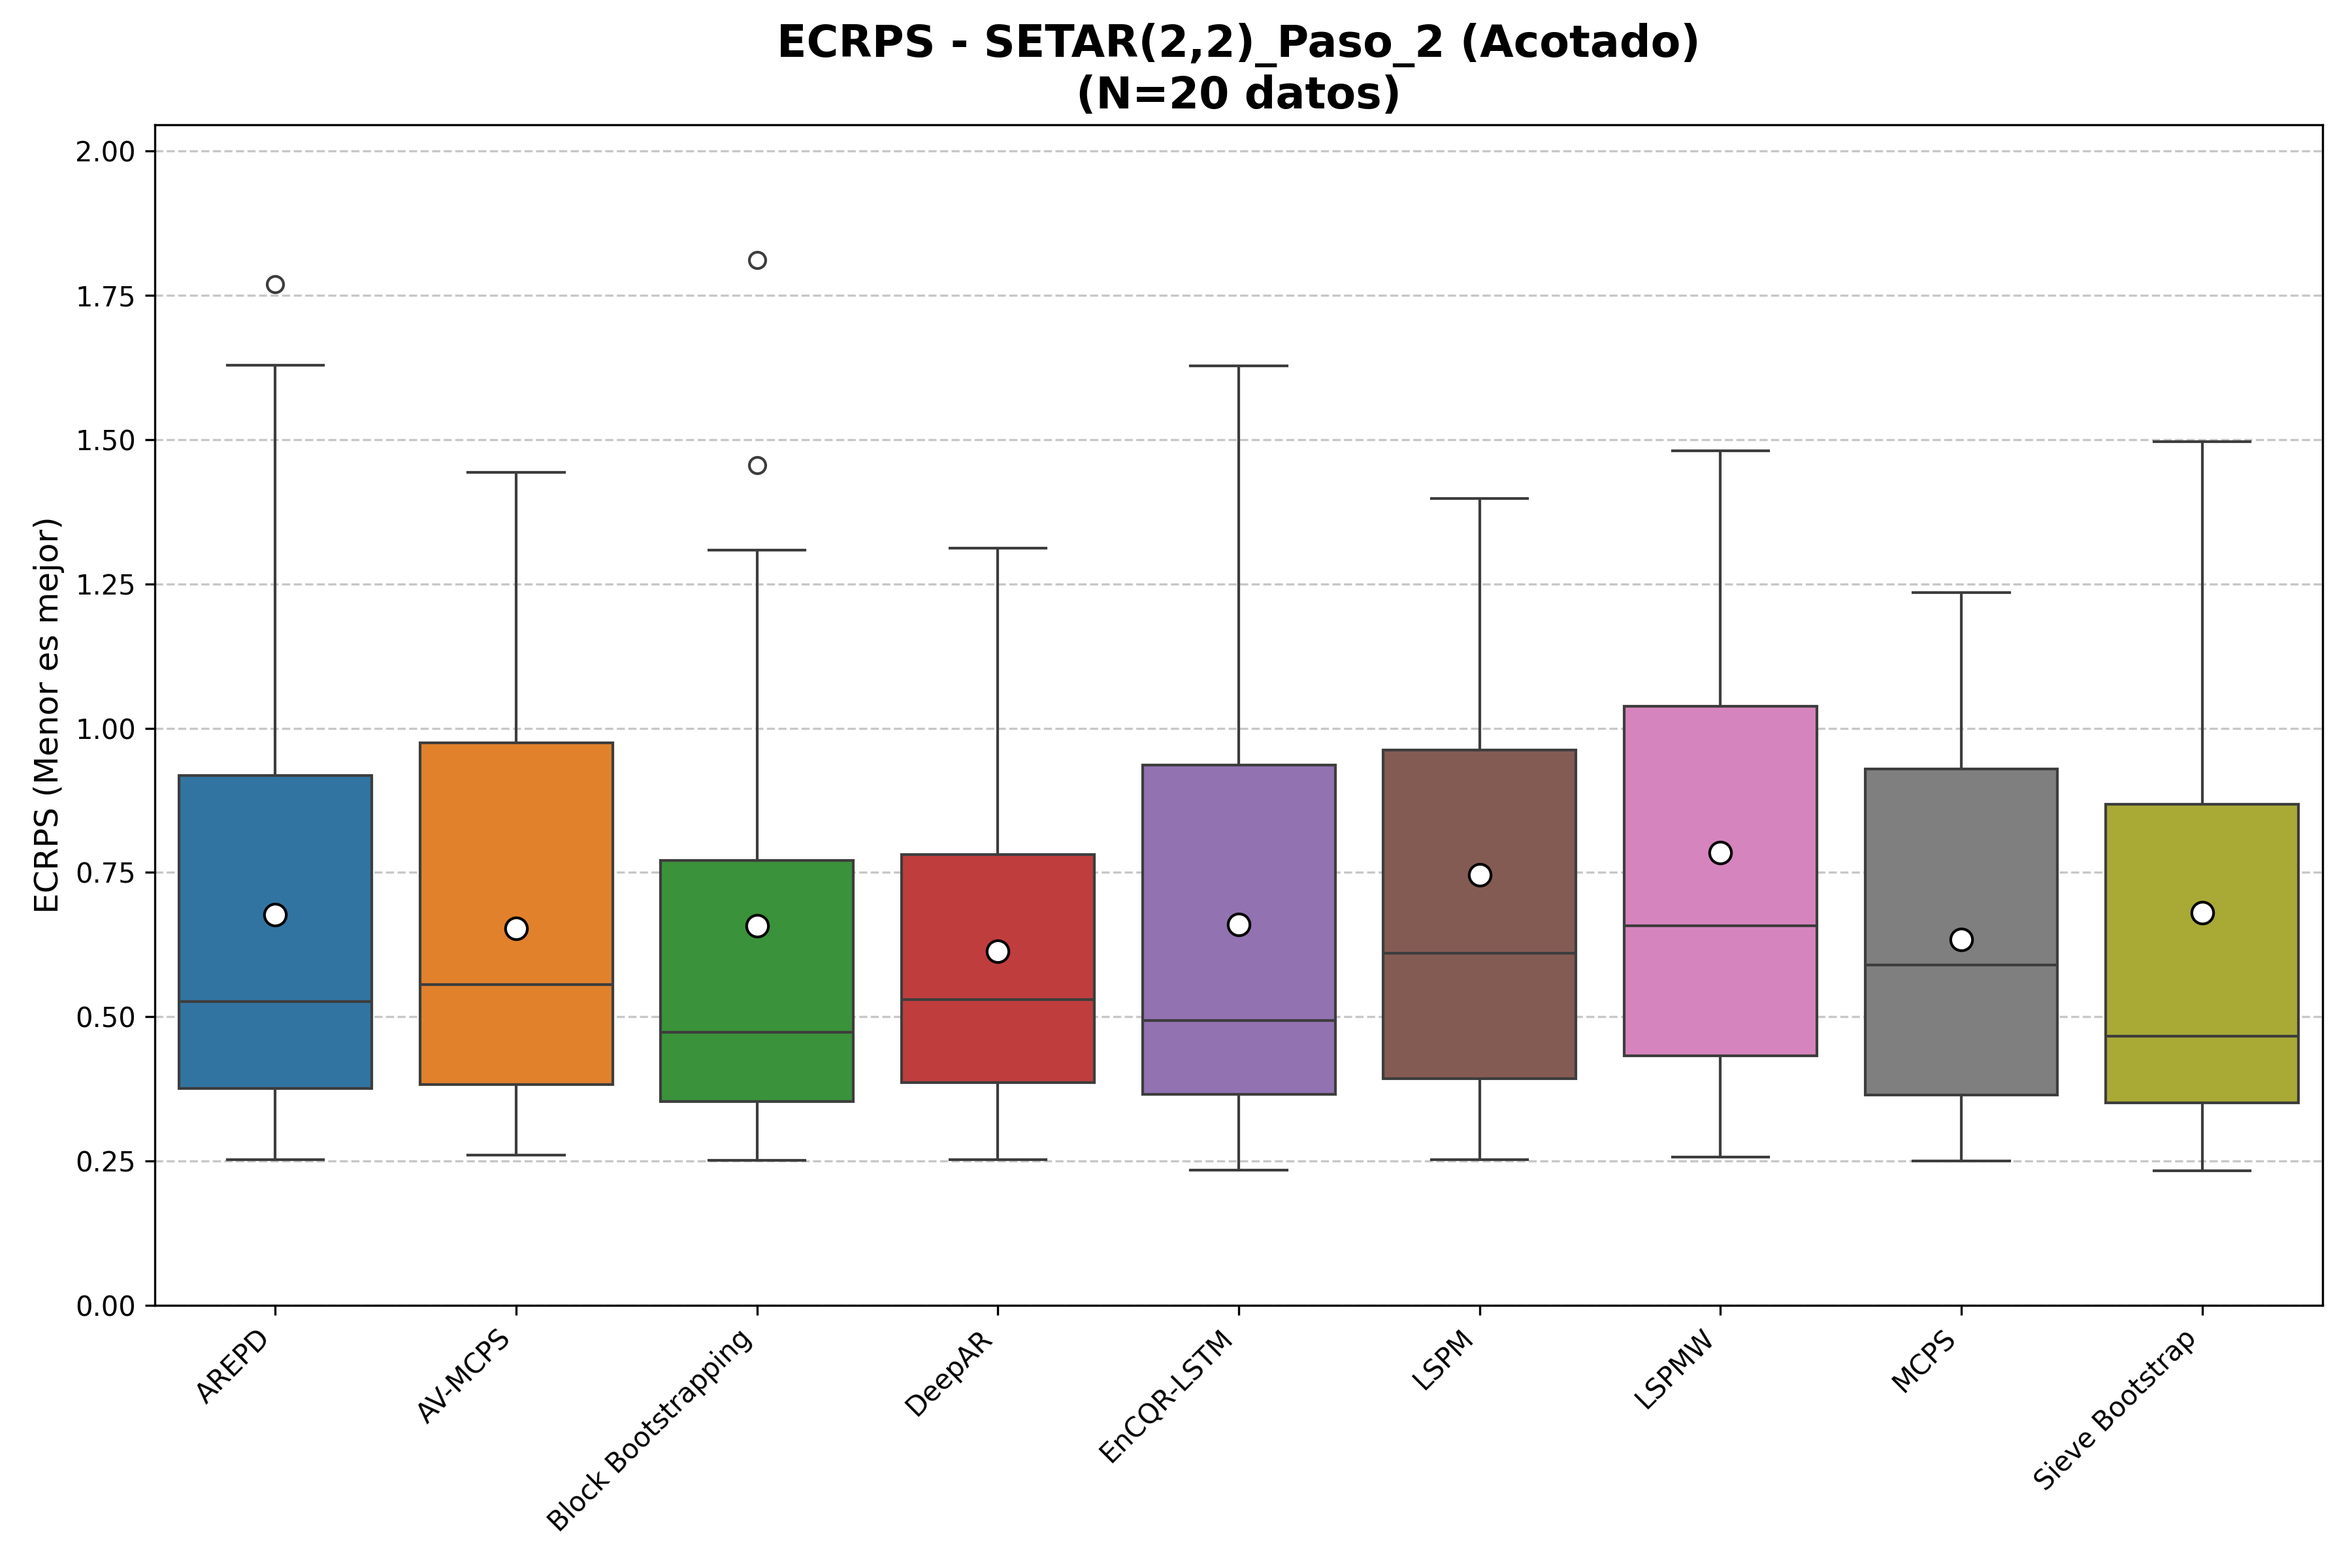 ECRPS - SETAR(2,2)_Paso_2 (Acotado)
(N=20 datos)
ECRPS (Menor es mejor)
2.00
1.75
1.50
1.25
1.00
0.75
0.50
0.25
0.00
AREPD
AV-MCPS
Block Bootstrapping
DeepAR
EnCQR-LSTM
LSPM
LSPMW
MCPS
Sieve Bootstrap